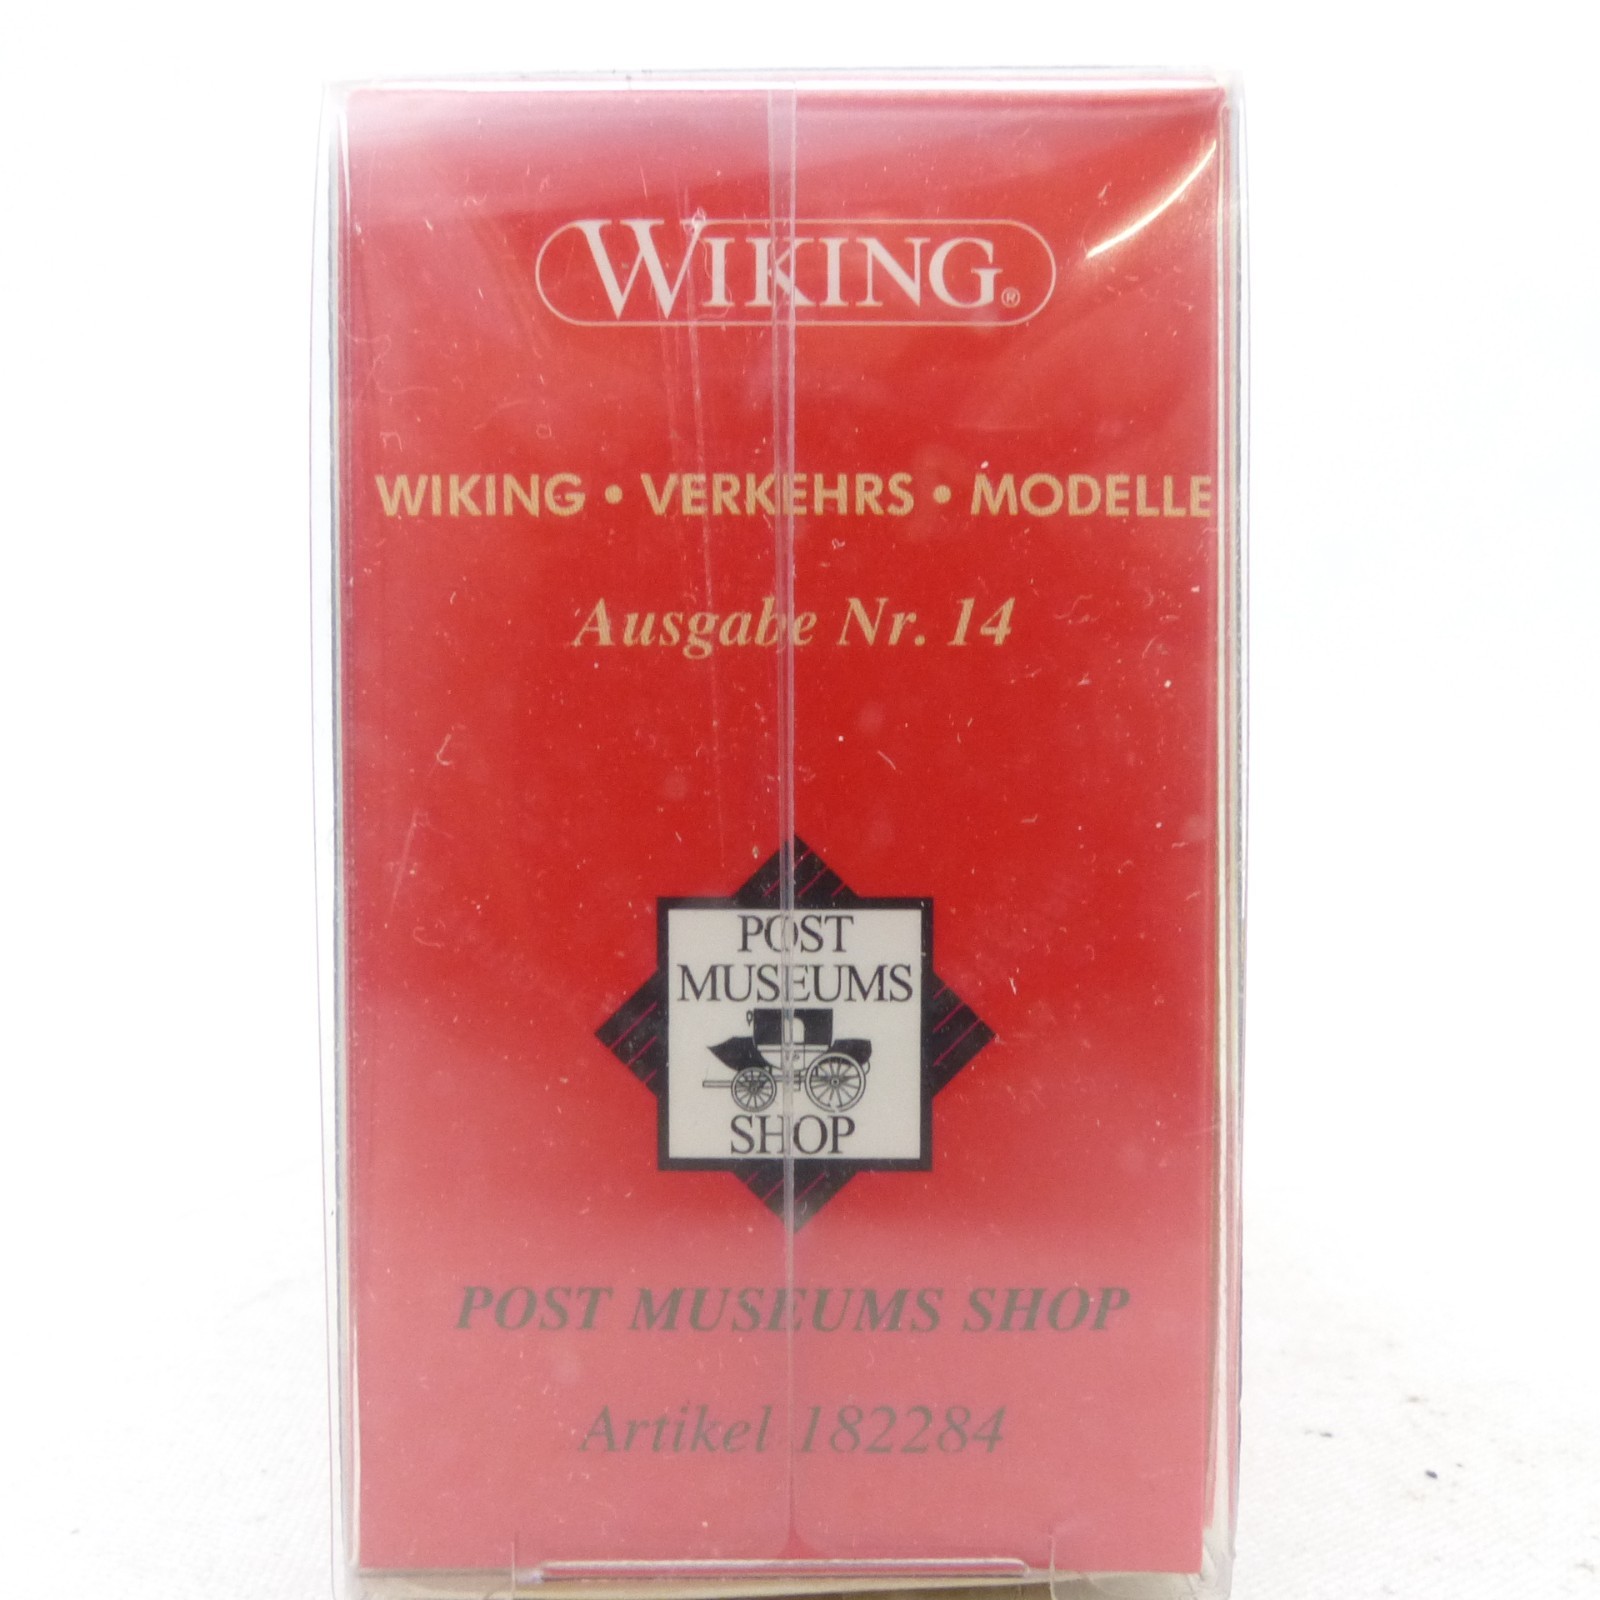 WIKING®
WIKING • VERKEHRS • MODELLE
Ausgabe Nr. 14
POST
MUSEUMS
SHOP
POST MUSEUMS SHOP
Artikel 182284